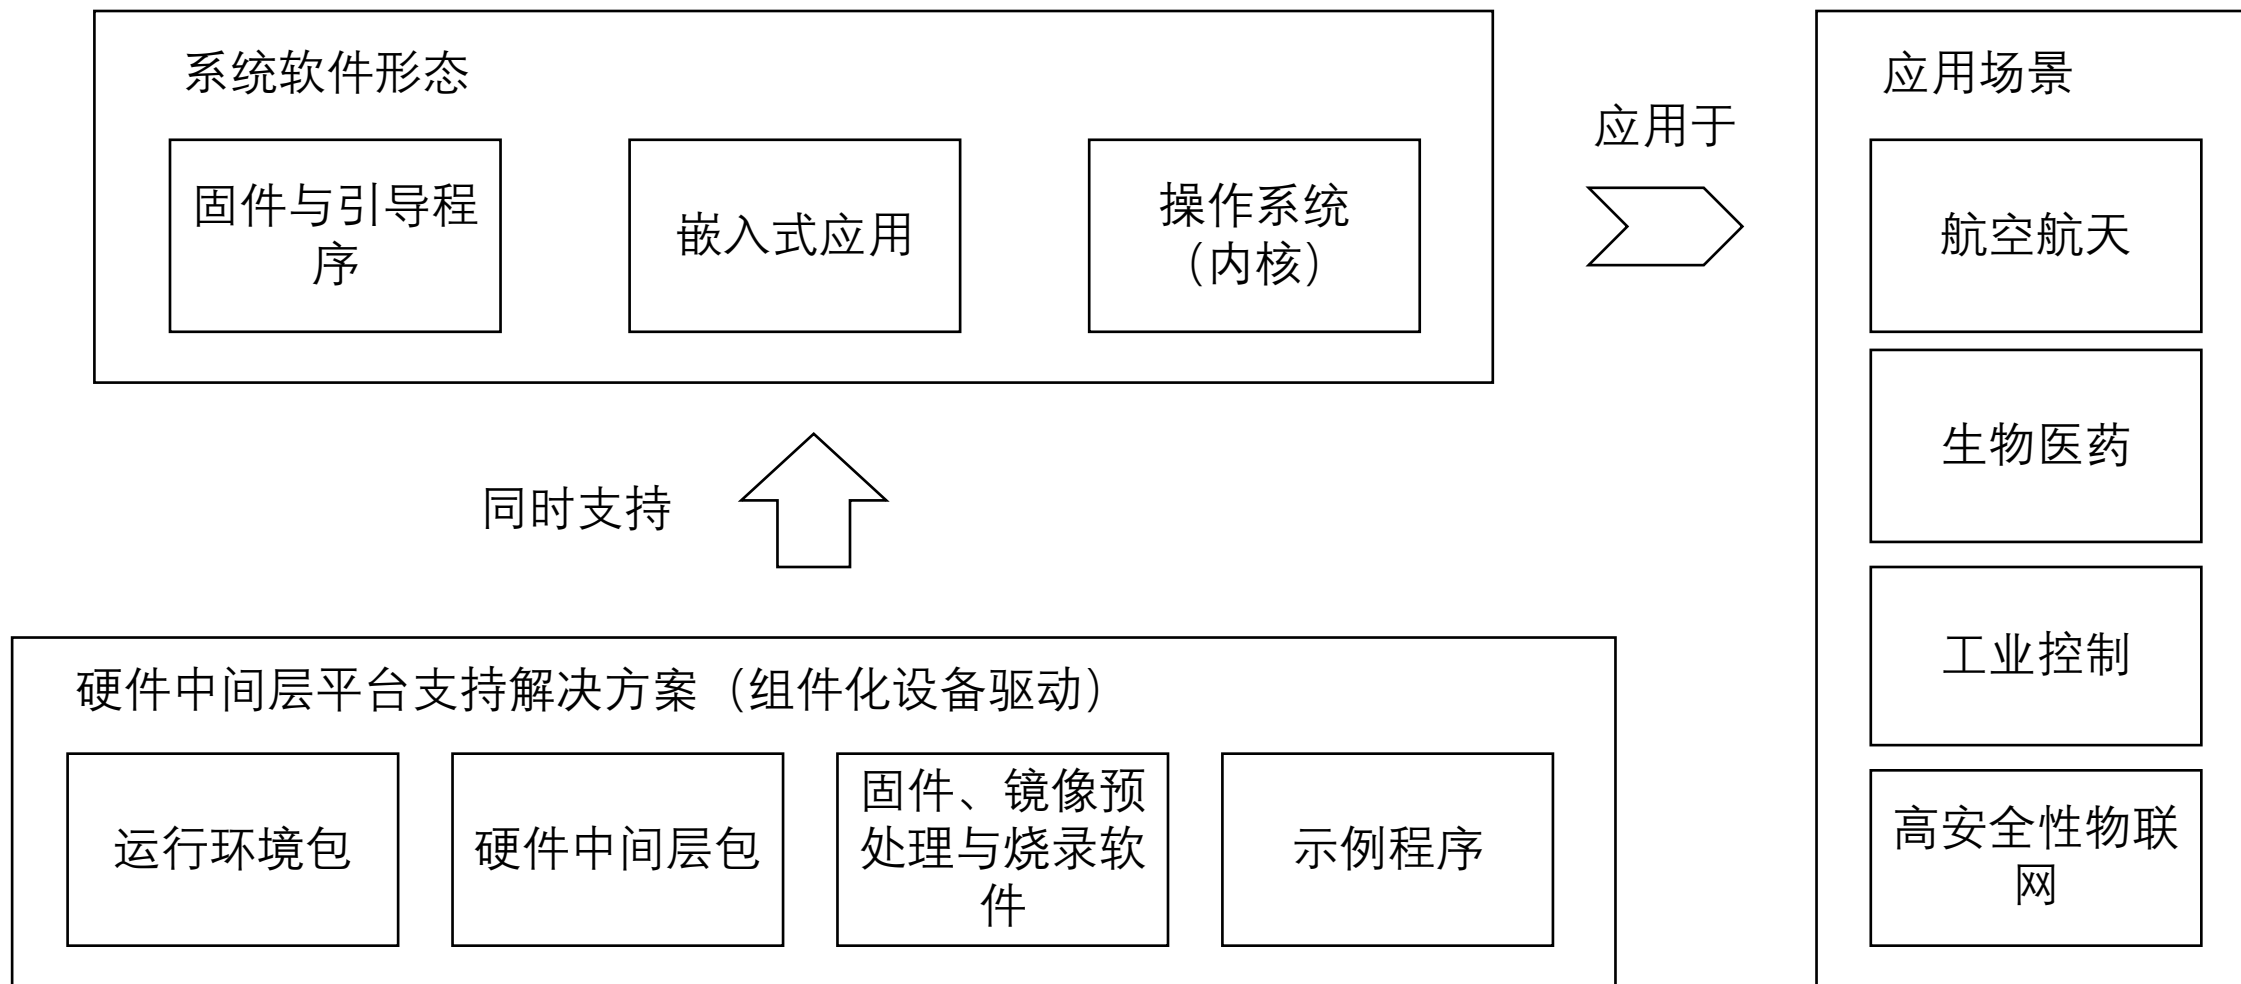 系统软件形态
固件与引导程
序
嵌入式应用
操作系统
（内核）
应用于
应用场景
航空航天
生物医药
工业控制
高安全性物联
网
同时支持
硬件中间层平台支持解决方案（组件化设备驱动）
运行环境包
硬件中间层包
固件、镜像预
处理与烧录软
件
示例程序